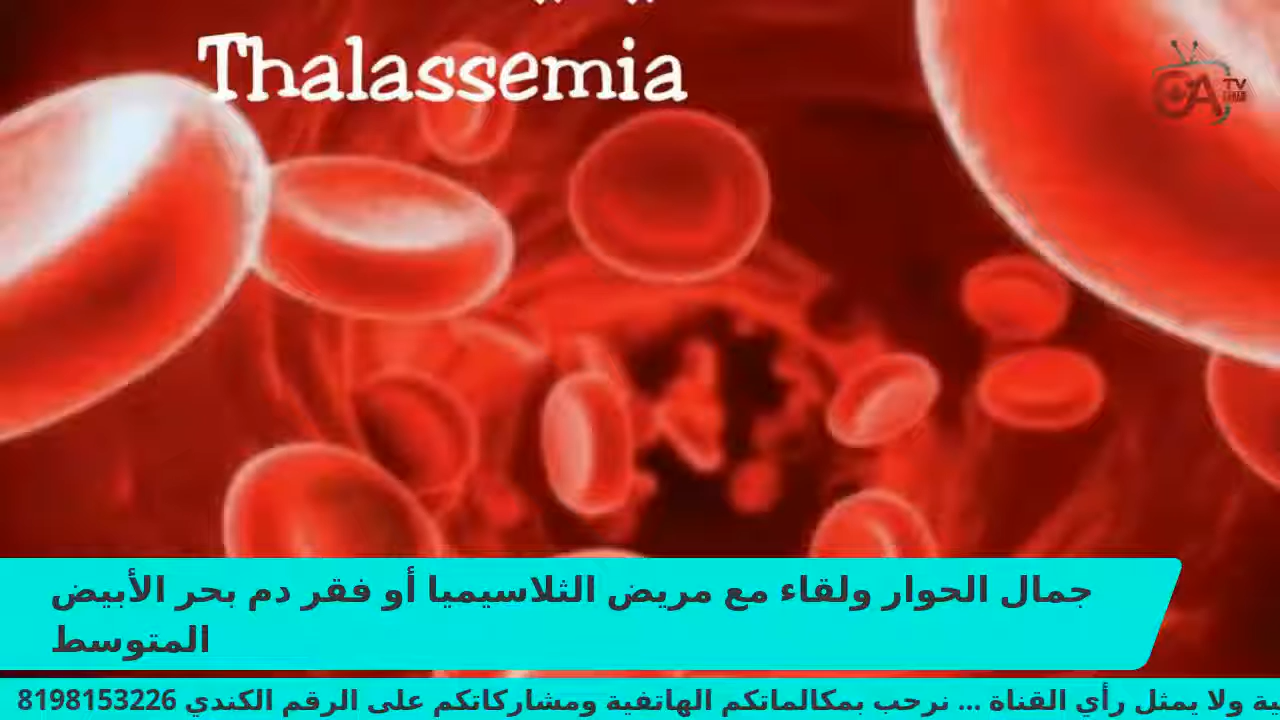 Thalassemia
TV
جمال الحوار ولقاء مع مريض الثلاسيميا أو فقر دم بحر الأبيض
المتوسط
ية ولا يمثل رأي القناة ... نرحب بمكالماتكم الهاتفية ومشاركاتكم على الرقم الكندي 8198153226